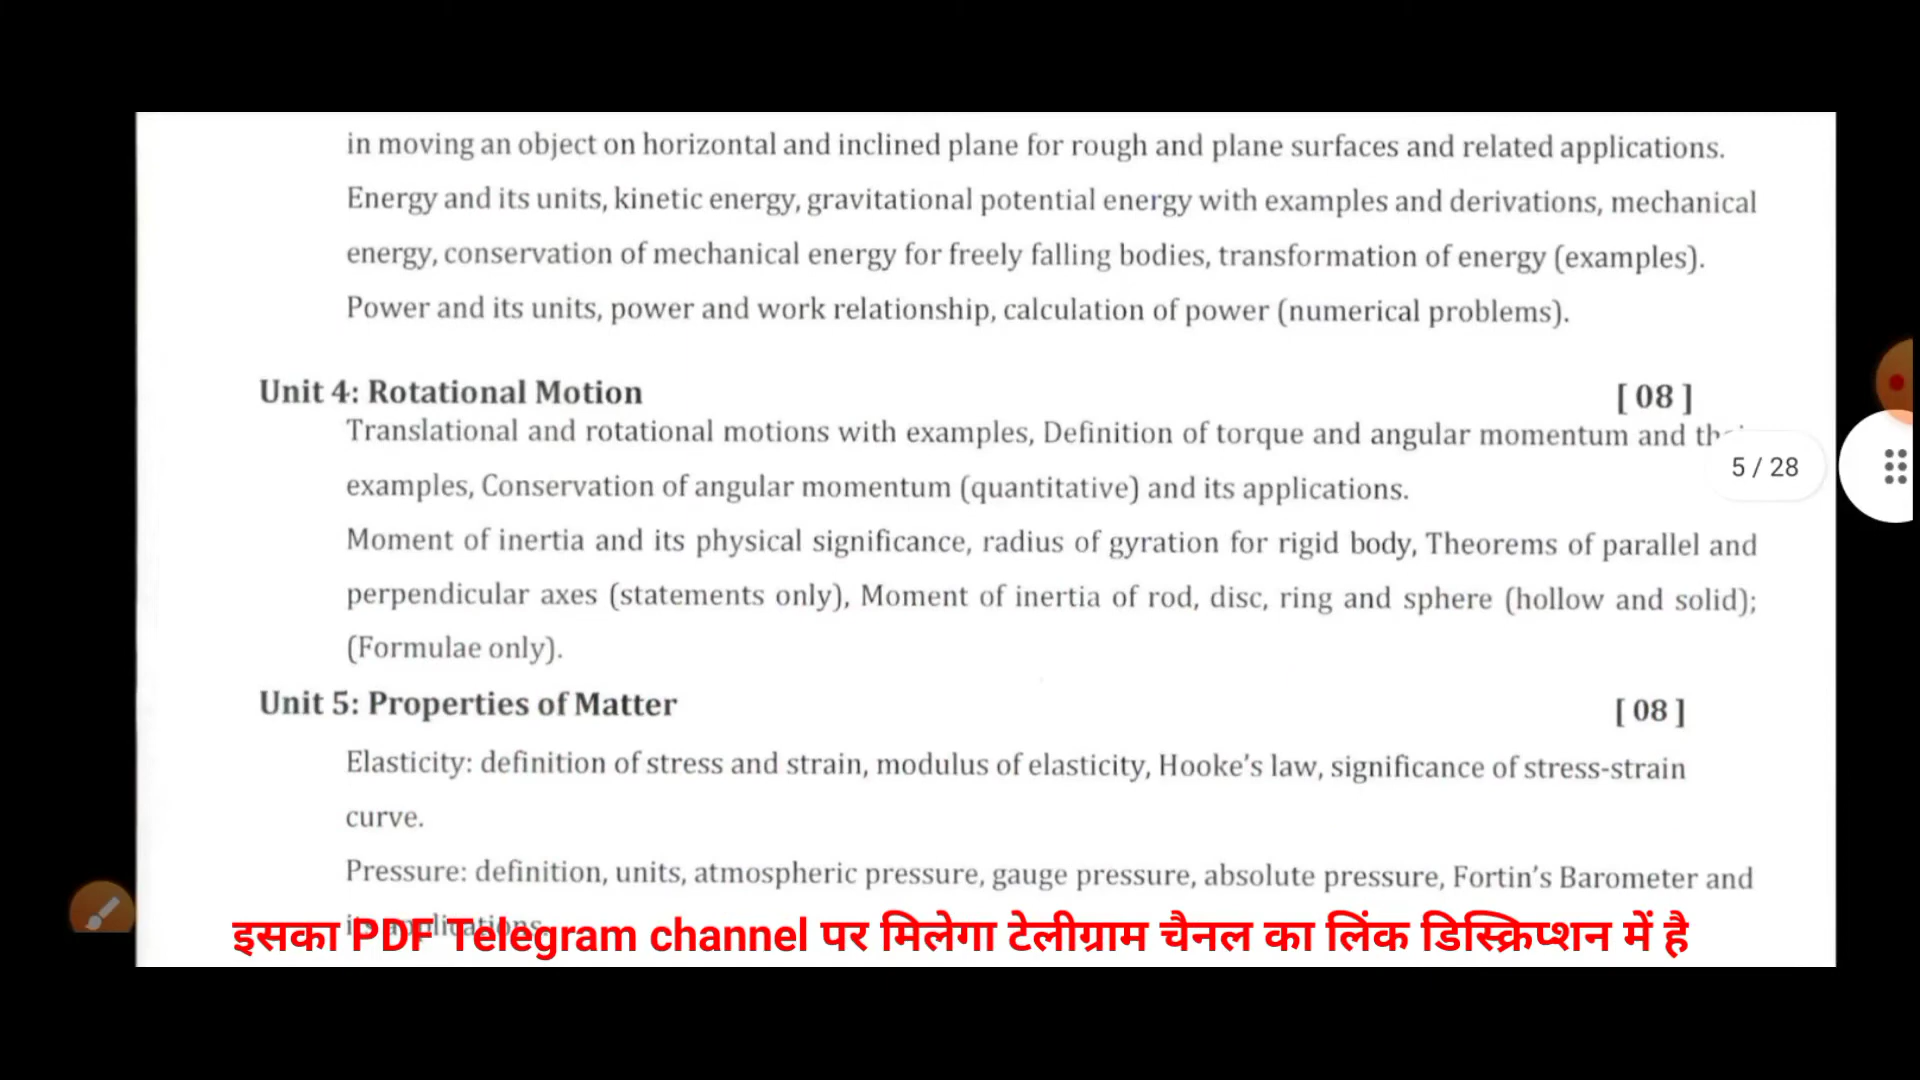 in moving an object on horizontal and inclined plane for rough and plane surfaces and related applications.
Energy and its units, kinetic energy, gravitational potential energy with examples and derivations, mechanical
energy, conservation of mechanical energy for freely falling bodies, transformation of energy (examples).
Power and its units, power and work relationship, calculation of power (numerical problems).
Unit 4: Rotational Motion [ 08 ]
Translational and rotational motions with examples, Definition of torque and angular momentum and
5 / 28
examples, Conservation of angular momentum (quantitative) and its applications.
Moment of inertia and its physical significance, radius of gyration for rigid body, Theorems of parallel and
perpendicular axes (statements only), Moment of inertia of rod, disc, ring and sphere (hollow and solid);
(Formulae only).
Unit 5: Properties of Matter [ 08 ]
Elasticity: definition of stress and strain, modulus of elasticity, Hooke's law, significance of stress-strain
curve.
Pressure: definition, units, atmospheric pressure, gauge pressure, absolute pressure, Fortin's Barometer and
इसका PDF Telegram channel पर मिलेगा टेलीग्राम चैनल का लिंक डिस्क्रिप्शन में है